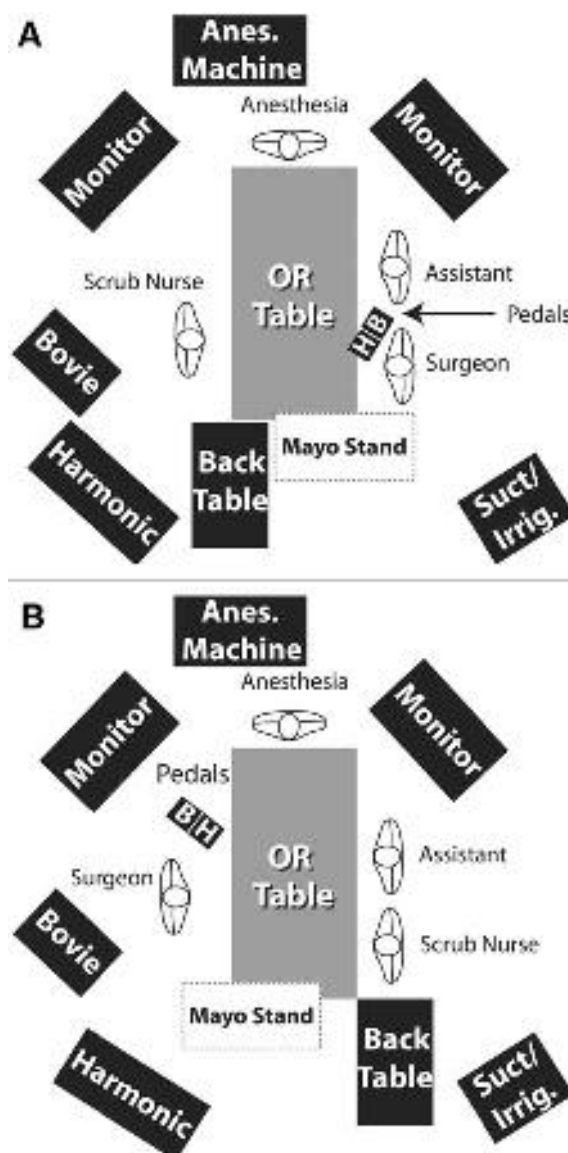 A
Anes.
Machine
Anesthesia
Monitor
Monitor
OR
Table
Scrub Nurse
Assistant
Pedals
H B
Surgeon
Bovie
Harmonic
Back
Table
Mayo Stand
Suct/
Irrig.
B
Anes.
Machine
Anesthesia
Monitor
Monitor
Pedals
B H
OR
Table
Surgeon
Assistant
Bovie
Scrub Nurse
Mayo Stand
Back
Table
Harmonic
Suct/
Irrig.